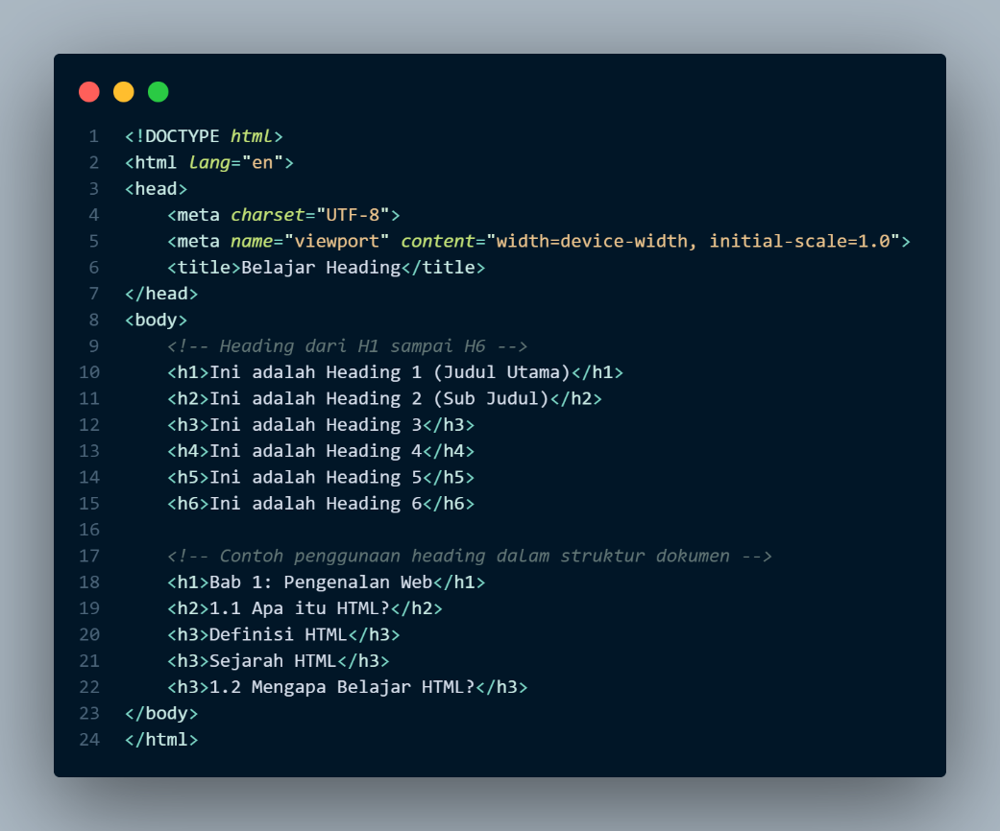 1 <!DOCTYPE html>
2 <html lang="en">
3 <head>
4     <meta charset="UTF-8">
5     <meta name="viewport" content="width=device-width, initial-scale=1.0">
6     <title>Belajar Heading</title>
7 </head>
8 <body>
9     <!-- Heading dari H1 sampai H6 -->
10     <h1>Ini adalah Heading 1 (Judul Utama)</h1>
11     <h2>Ini adalah Heading 2 (Sub Judul)</h2>
12     <h3>Ini adalah Heading 3</h3>
13     <h4>Ini adalah Heading 4</h4>
14     <h5>Ini adalah Heading 5</h5>
15     <h6>Ini adalah Heading 6</h6>
16
17     <!-- Contoh penggunaan heading dalam struktur dokumen -->
18     <h1>Bab 1: Pengenalan Web</h1>
19     <h2>1.1 Apa itu HTML?</h2>
20     <h3>Definisi HTML</h3>
21     <h3>Sejarah HTML</h3>
22     <h3>1.2 Mengapa Belajar HTML?</h3>
23 </body>
24 </html>